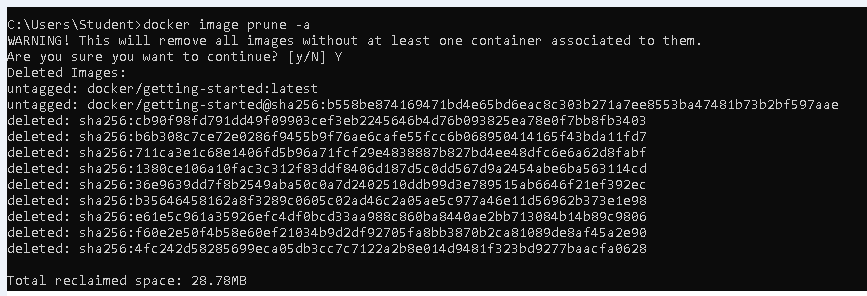 C:\Users\Student>docker image prune -a
WARNING! This will remove all images without at least one container associated to them.
Are you sure you want to continue? [y/N] Y
Deleted Images:
untagged: docker/getting-started:latest
untagged: docker/getting-started@sha256:b558be874169471bd4e65bd6eac8c303b271a7ee8553ba47481b73b2bf597aae
deleted: sha256:cb90f98fd791dd49f09903cef3eb2245646b4d76b093825ea78e0f7bb8fb3403
deleted: sha256:b6b308c7ce72e0286f9455b9f76ae6cafe55fcc6b068950414165f43bda11fd7
deleted: sha256:711ca3e1c68e1406fd5b96a71fcf29e4838887b827bd4ee48dfc6e6a62d8fabf
deleted: sha256:1380ce106a10fac3c312f83ddf8406d187d5c0dd567d9a2454abe6ba563114cd
deleted: sha256:36e9639dd7f8b2549aba50c0a7d2402510ddb99d3e789515ab6646f21ef392ec
deleted: sha256:b35646458162a8f3289c0605c02ad46c2a05ae5c977a46e11d56962b373e1e98
deleted: sha256:e61e5c961a35926efc4df0bcd33aa988c860ba8440ae2bb713084b14b89c9806
deleted: sha256:f60e2e50f4b58e60ef21034b9d2df92705fa8bb3870b2ca81089de8af45a2e90
deleted: sha256:4fc242d58285699eca05db3cc7c7122a2b8e014d9481f323bd9277baacfa0628
Total reclaimed space: 28.78MB